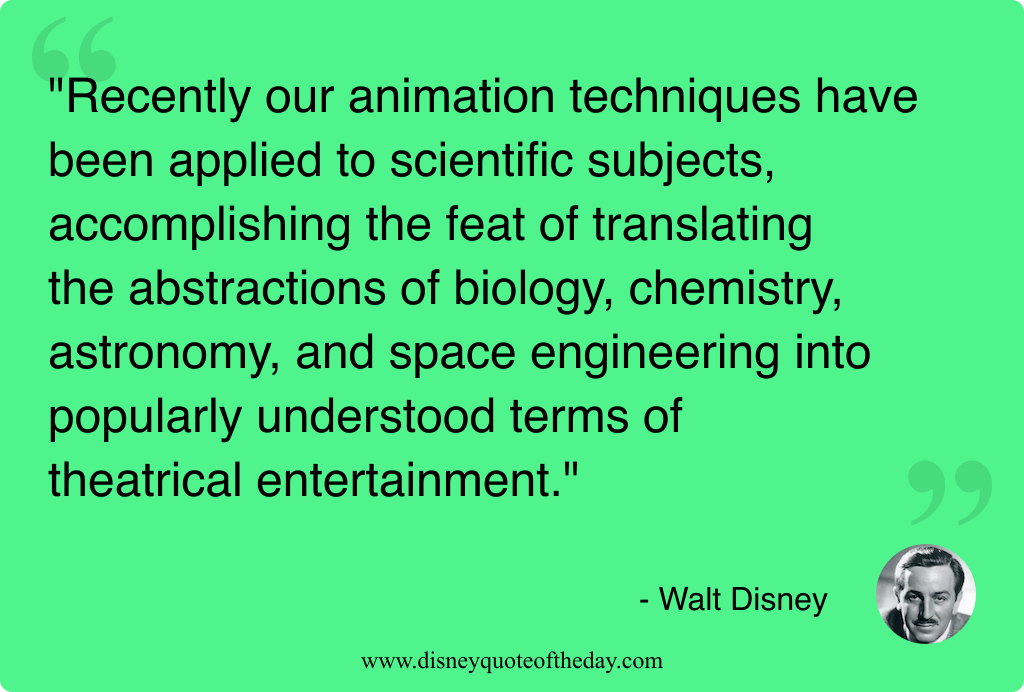 "Recently our animation techniques have
been applied to scientific subjects,
accomplishing the feat of translating
the abstractions of biology, chemistry,
astronomy, and space engineering into
popularly understood terms of
theatrical entertainment."
- Walt Disney
www.disneyquoteoftheday.com